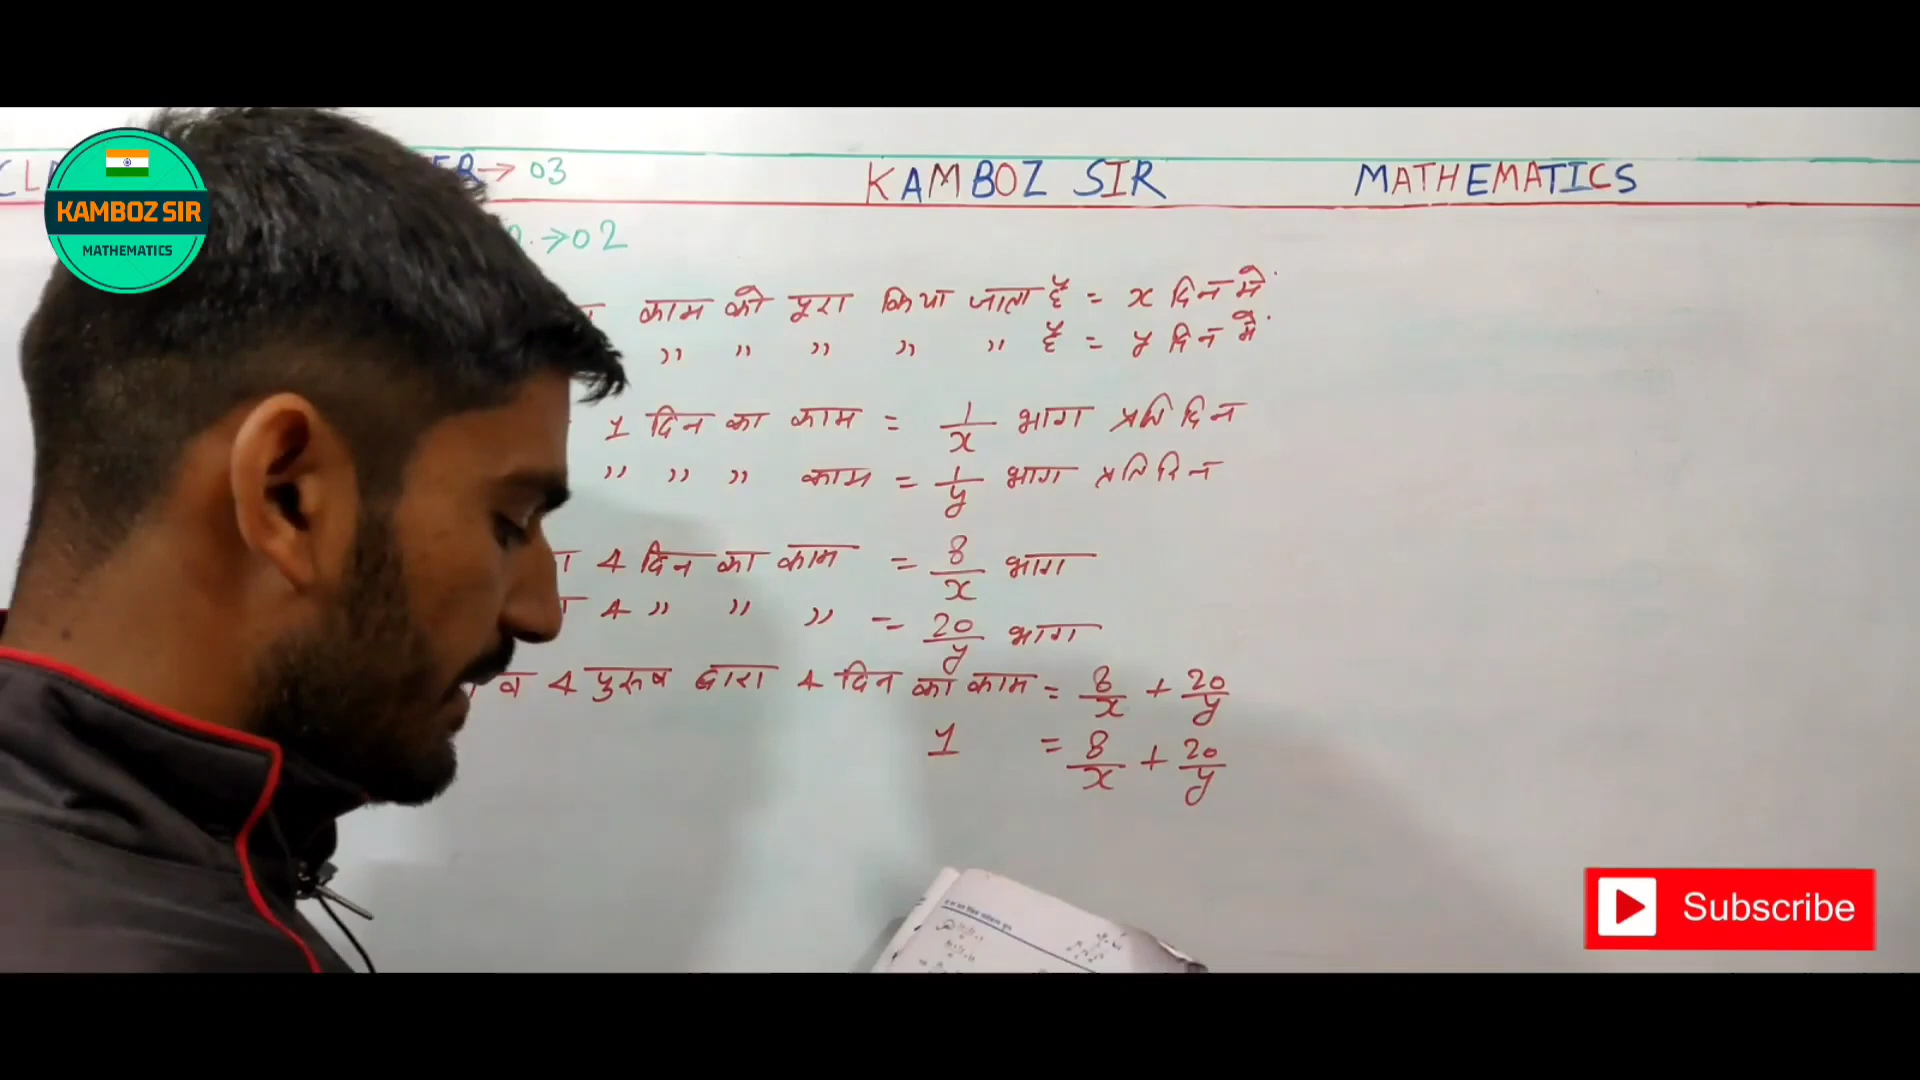 → 03
KAMBOZ SIR
MATHEMATICS
KAMBOZ SIR
MATHEMATICS
→ 02
काम को पूरा किया जाता है = x दिन में
,, ,, ,, ,, ,, है = y दिन में
1 दिन का काम = 1/x भाग प्रति दिन
,, ,, ,, काम = 1/y भाग प्रतिदिन
4 दिन का काम = 8/x भाग
4 ,, ,, ,, = 20/y भाग
व 4 पुरुष द्वारा 4 दिन का काम = 8/x + 20/y
1 = 8/x + 20/y
Subscribe